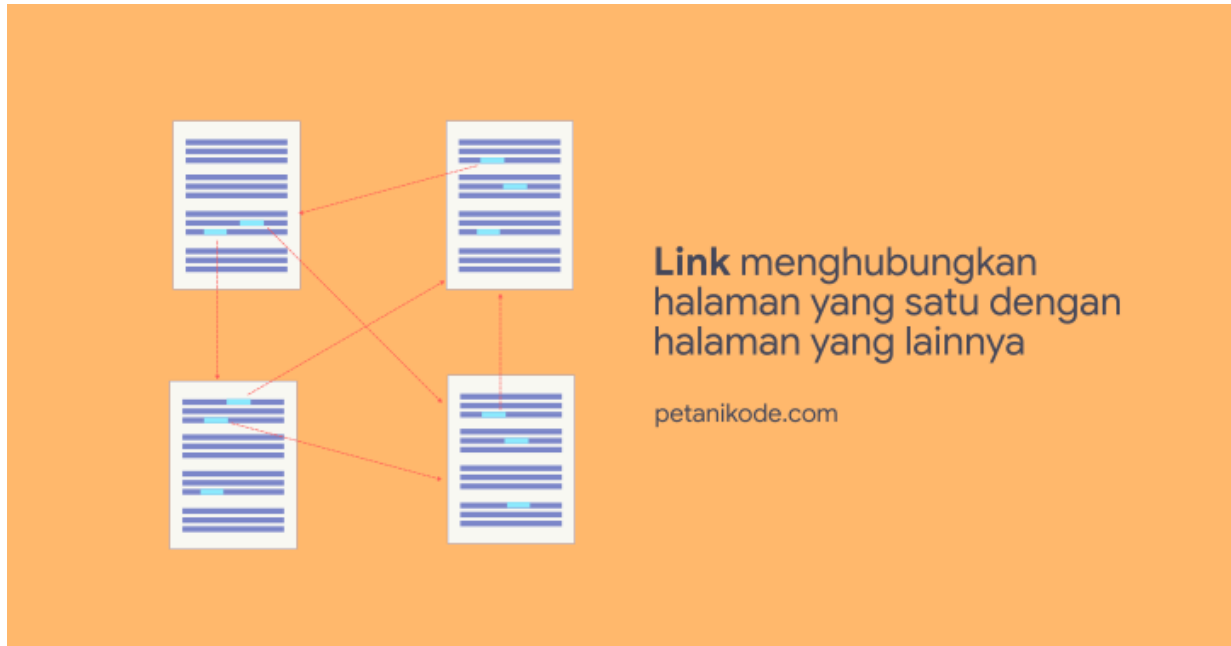 Link menghubungkan
halaman yang satu dengan
halaman yang lainnya
petanikode.com